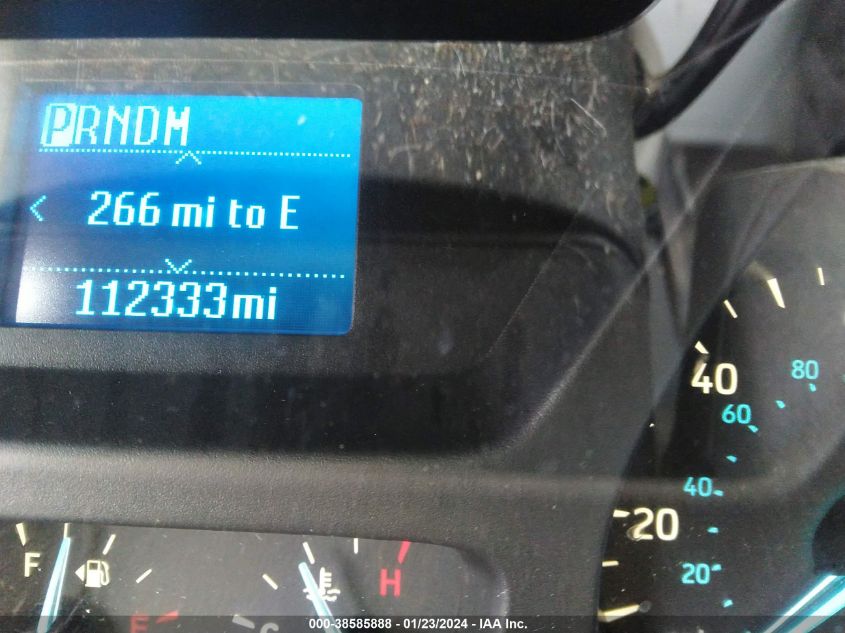 PRNDM
266 mi to E
112333mi
40
80
60
40
20
20
F
H
E
C
000-38585888 - 01/23/2024 - IAA Inc.